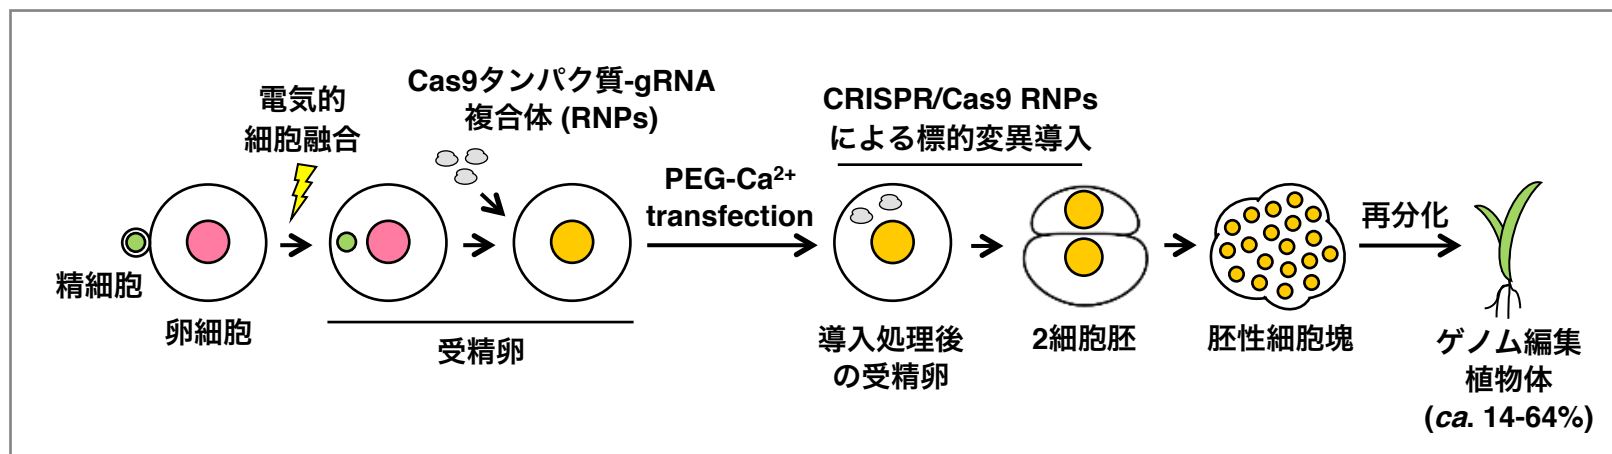 電気的
細胞融合
Cas9タンパク質-gRNA
複合体 (RNPs)
PEG-Ca²⁺
transfection
CRISPR/Cas9 RNPs
による標的変異導入
再分化
精細胞
卵細胞
受精卵
導入処理後
の受精卵
2細胞胚
胚性細胞塊
ゲノム編集
植物体
(ca. 14-64%)